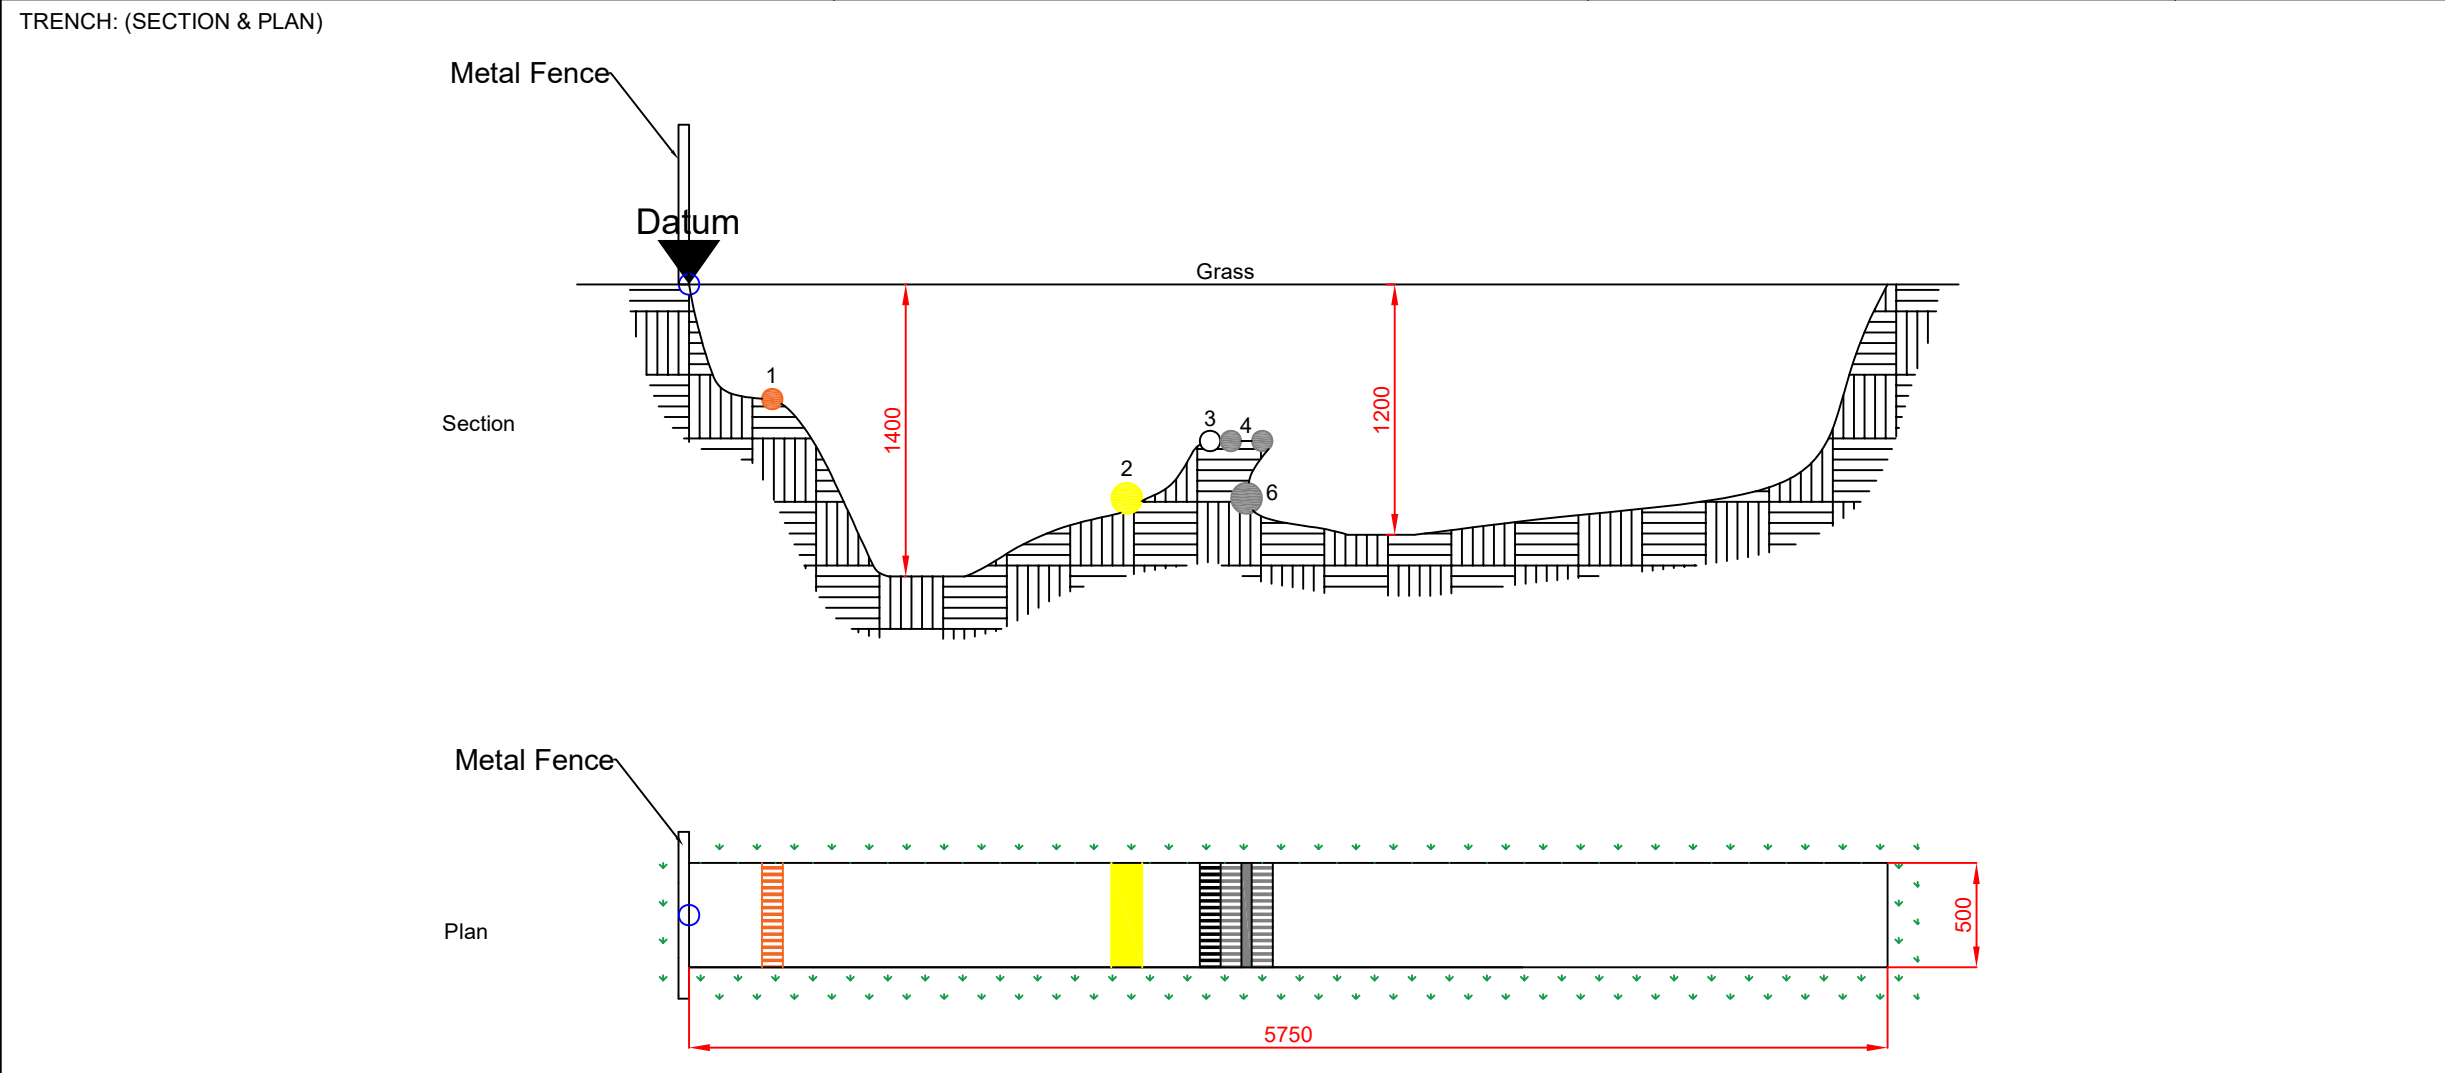 TRENCH: (SECTION & PLAN)
Metal Fence
Datum
Grass
1
1400
1200
Section
3
4
2
6
Metal Fence
Plan
500
5750